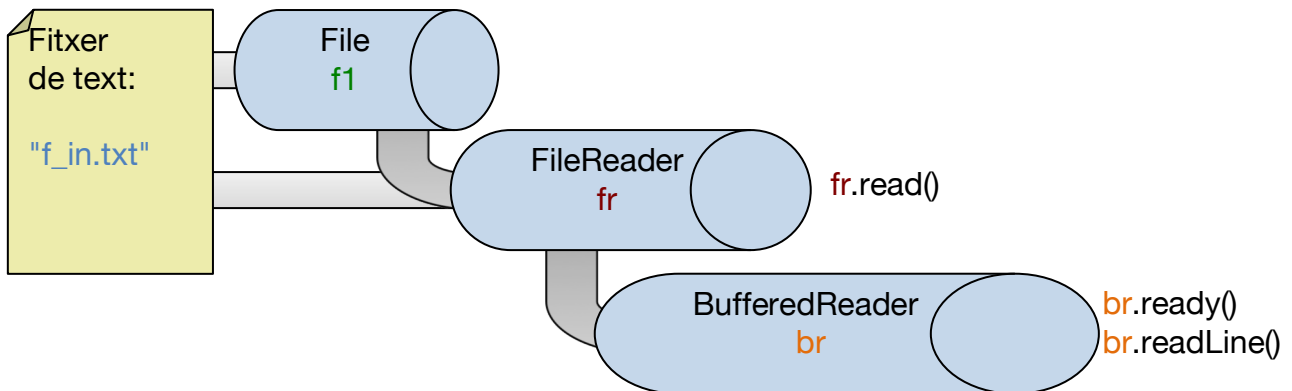 Fitxer
de text:
"f_in.txt"
File
f1
FileReader
fr
fr.read()
BufferedReader
br
br.ready()
br.readLine()